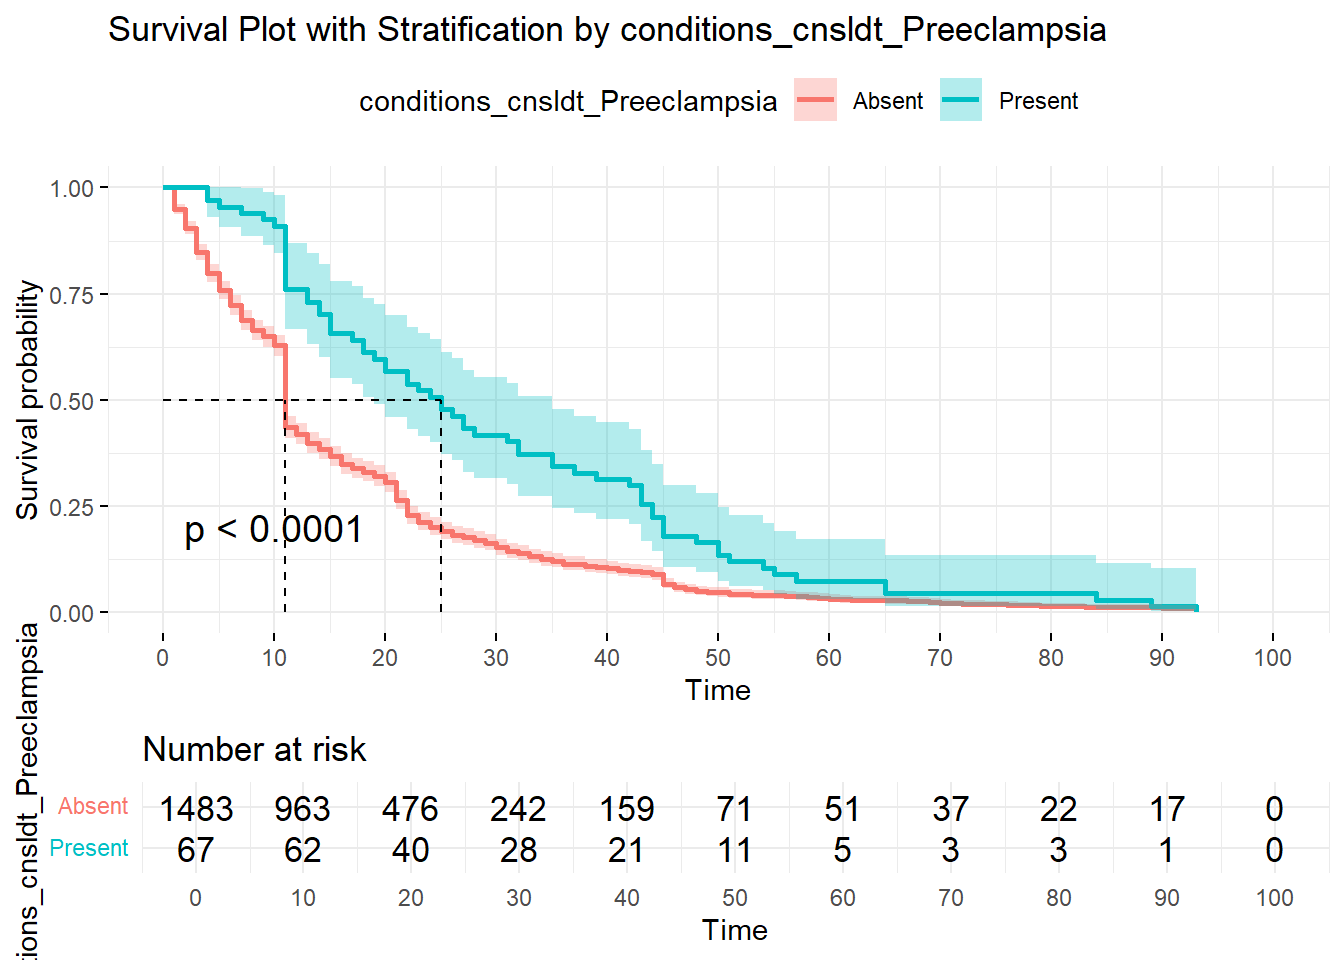 Survival Plot with Stratification by conditions_cnsldt_Preeclampsia
conditions_cnsldt_Preeclampsia Absent Present
Survival probability
1.00
0.75
0.50
0.25
0.00
p < 0.0001
0 10 20 30 40 50 60 70 80 90 100
Time
Number at risk
tions_cnsldt_Preeclampsia
Absent 1483 963 476 242 159 71 51 37 22 17 0
Present 67 62 40 28 21 11 5 3 3 1 0
0 10 20 30 40 50 60 70 80 90 100
Time